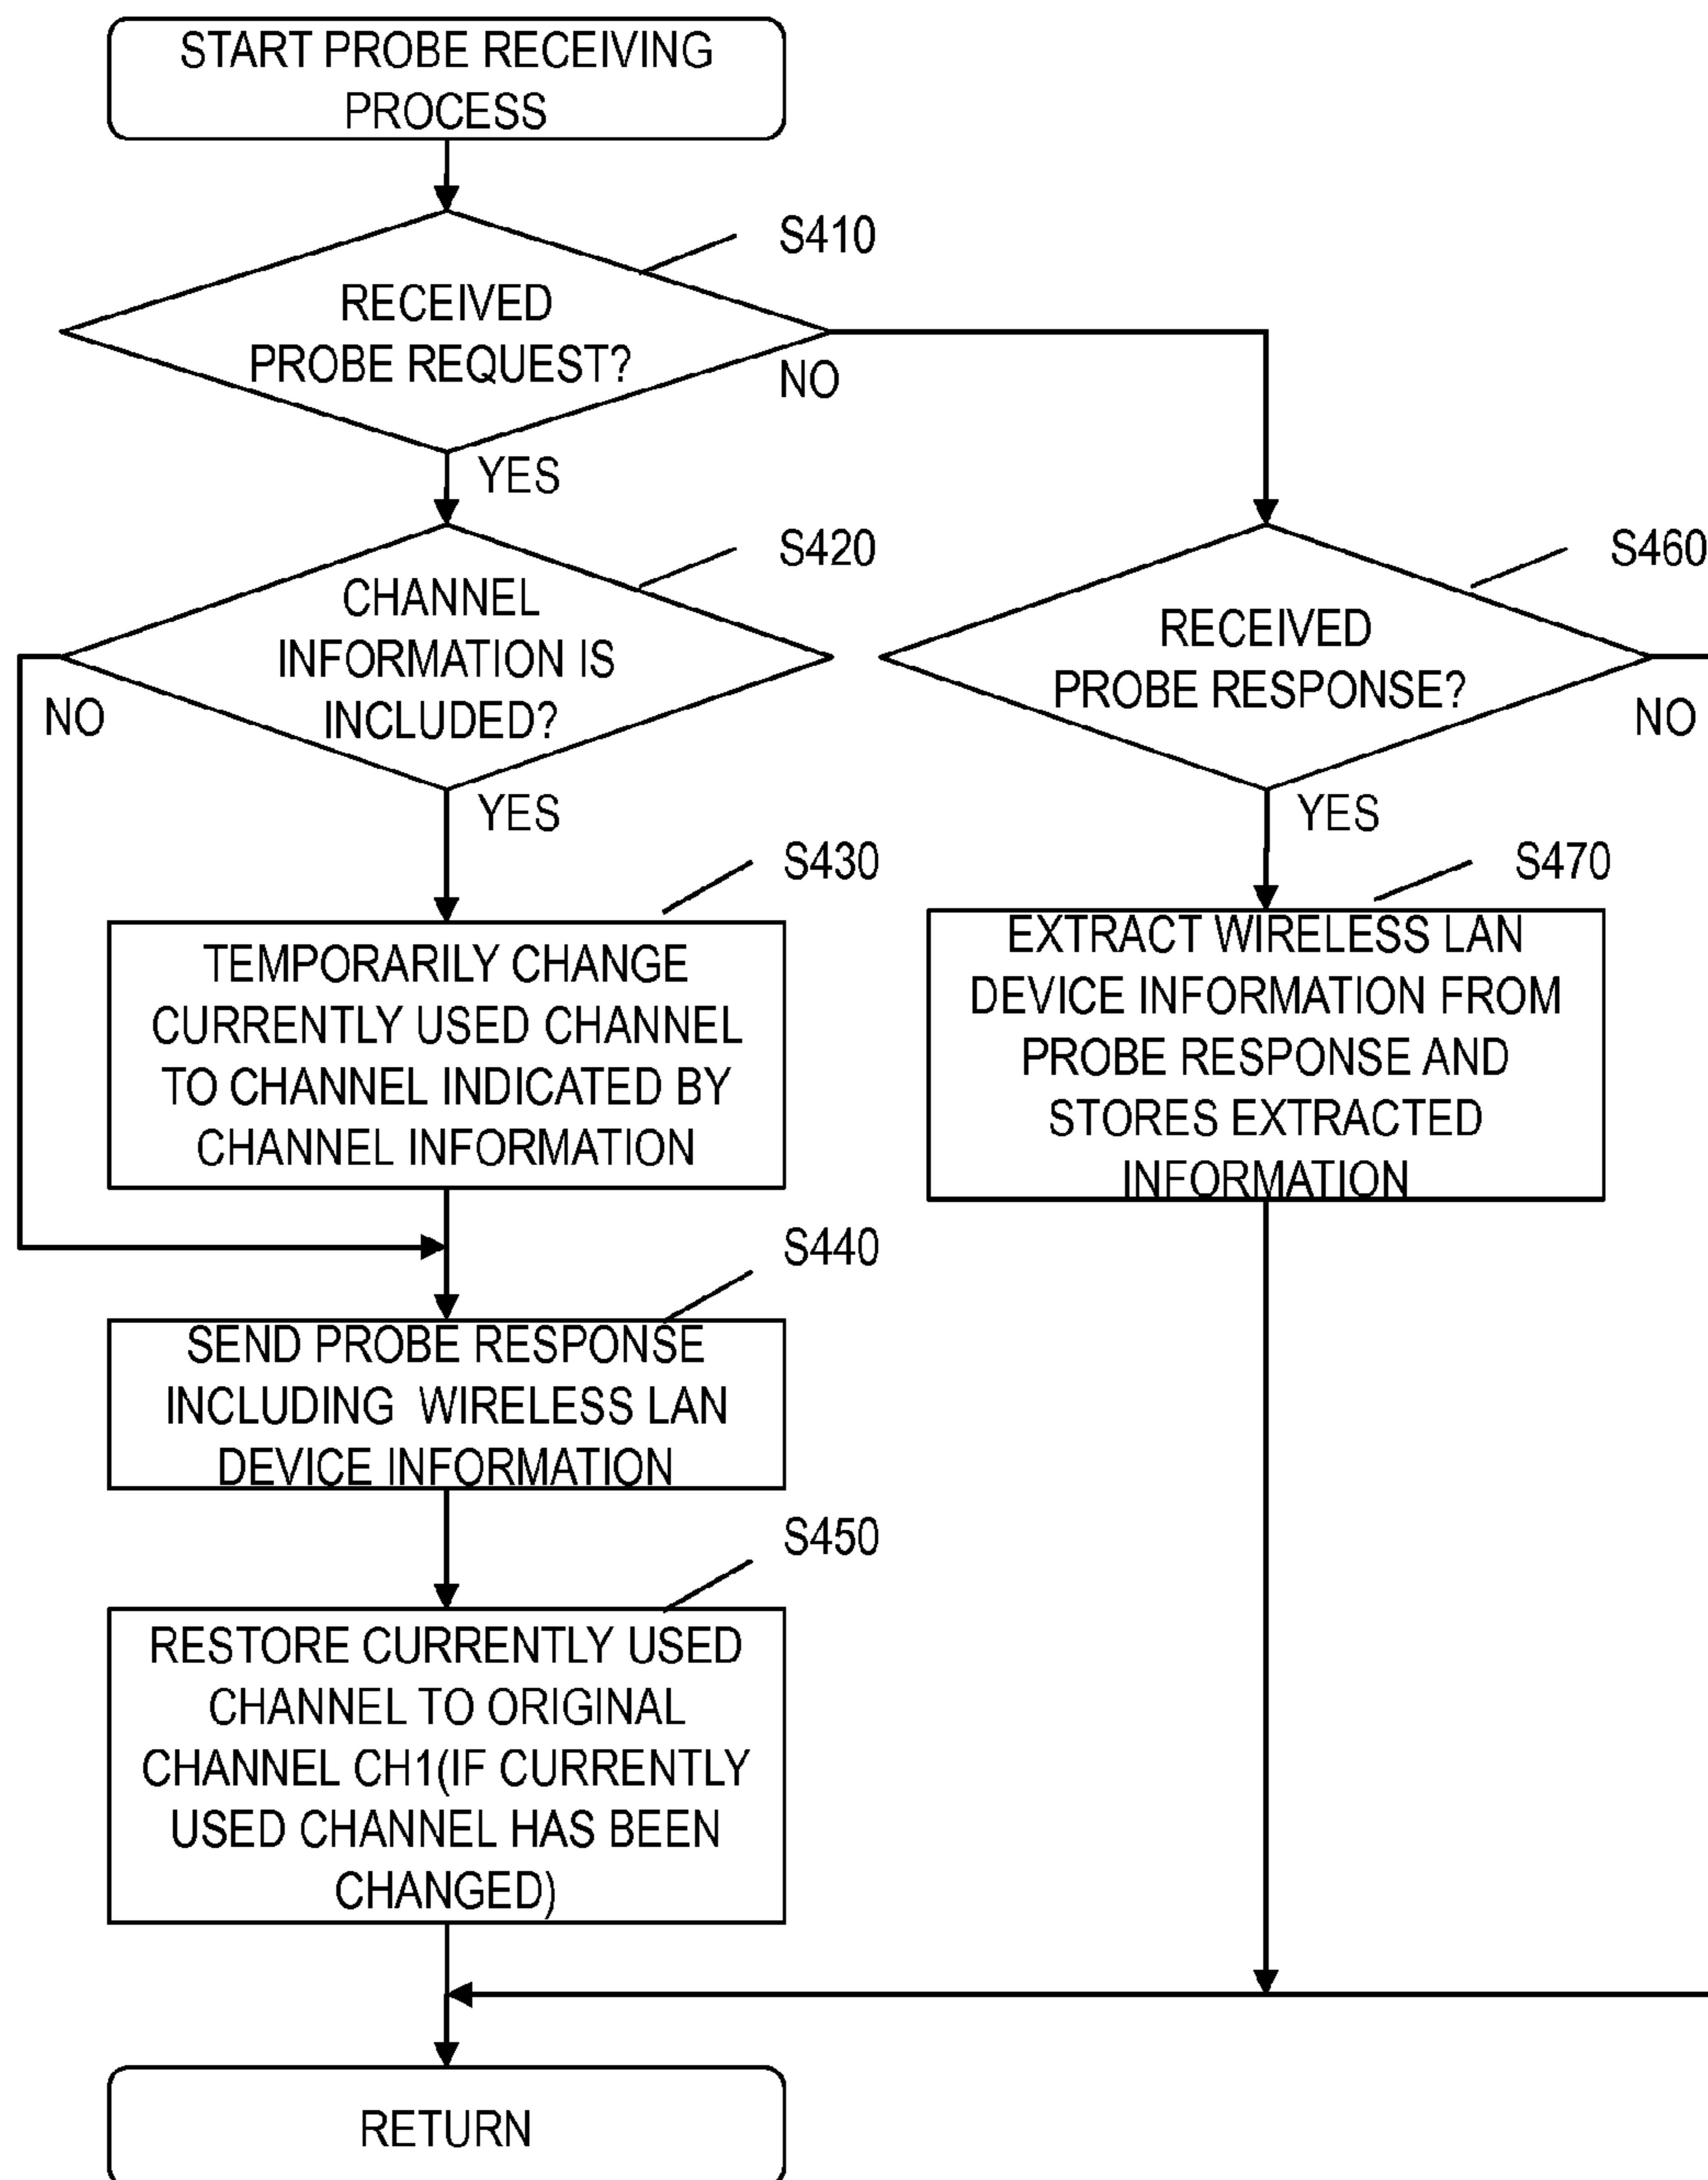 START PROBE RECEIVING
PROCESS
S410
RECEIVED
PROBE REQUEST?
NO
YES
S420
CHANNEL
INFORMATION IS
INCLUDED?
NO
YES
S460
RECEIVED
PROBE RESPONSE?
NO
YES
S430
TEMPORARILY CHANGE
CURRENTLY USED CHANNEL
TO CHANNEL INDICATED BY
CHANNEL INFORMATION
S470
EXTRACT WIRELESS LAN
DEVICE INFORMATION FROM
PROBE RESPONSE AND
STORES EXTRACTED
INFORMATION
S440
SEND PROBE RESPONSE
INCLUDING WIRELESS LAN
DEVICE INFORMATION
S450
RESTORE CURRENTLY USED
CHANNEL TO ORIGINAL
CHANNEL CH1(IF CURRENTLY
USED CHANNEL HAS BEEN
CHANGED)
RETURN